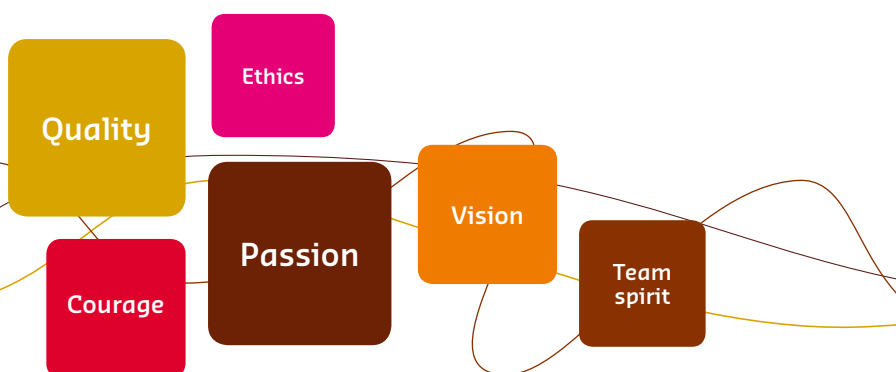 Ethics
Quality
Vision
Passion
Team
spirit
Courage